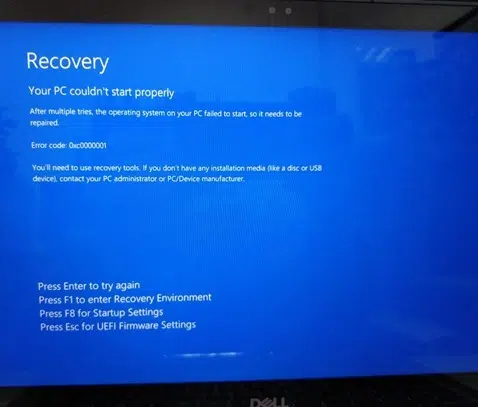 Recovery
Your PC couldn't start properly
After multiple tries, the operating system on your PC failed to start, so it needs to be
repaired.
Error code: 0xc0000001
You'll need to use recovery tools. If you don't have any installation media (like a disc or USB
device), contact your PC administrator or PC/Device manufacturer.
Press Enter to try again
Press F1 to enter Recovery Environment
Press F8 for Startup Settings
Press Esc for UEFI Firmware Settings
DELL